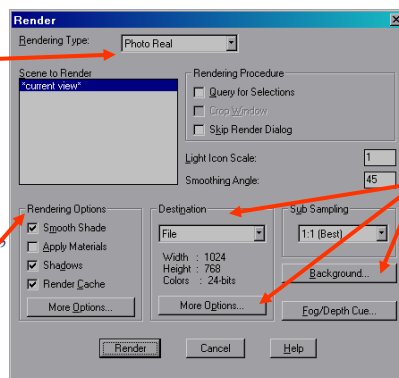 Render
Rendering Type:
Photo Real
Scene to Render
*current view*
Rendering Procedure
Query for Selections
Crop Window
Skip Render Dialog
Light Icon Scale:
1
Smoothing Angle:
45
Rendering Options
Smooth Shade
Apply Materials
Shadows
Render Cache
More Options...
Destination
File
Width : 1024
Height : 768
Colors : 24-bits
More Options...
Sub Sampling
1:1 (Best)
Background...
Fog/Depth Cue...
Render
Cancel
Help